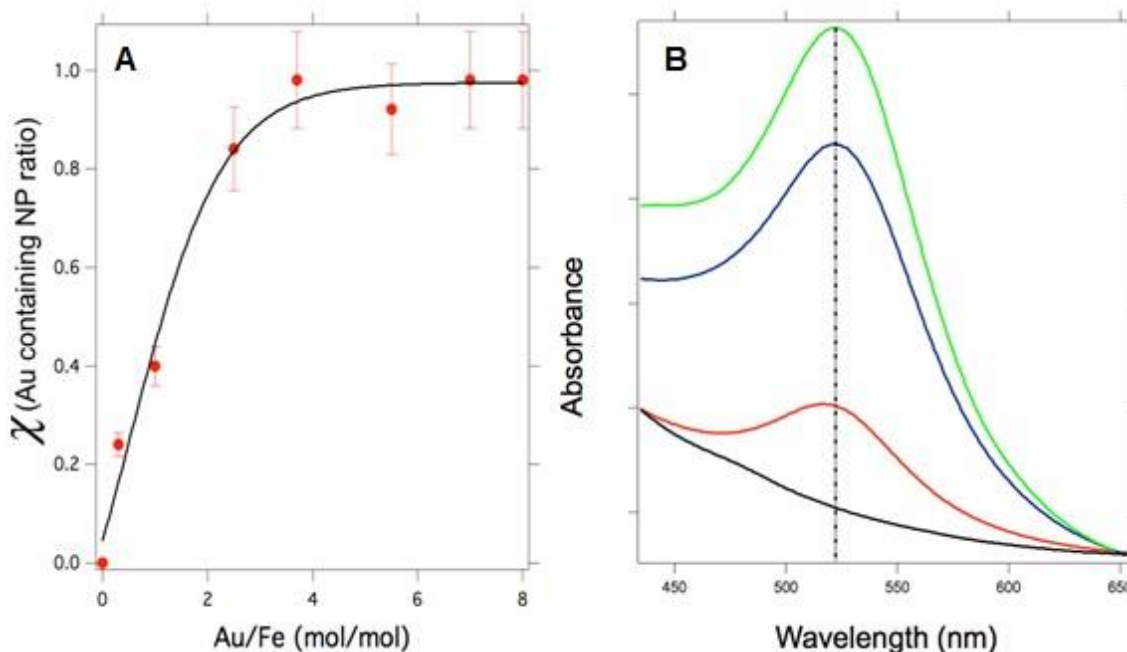 A
χ (Au containing NP ratio)
1.0
0.8
0.6
0.4
0.2
0.0
0 2 4 6 8
Au/Fe (mol/mol)
B
Absorbance
450 500 550 600 650
Wavelength (nm)